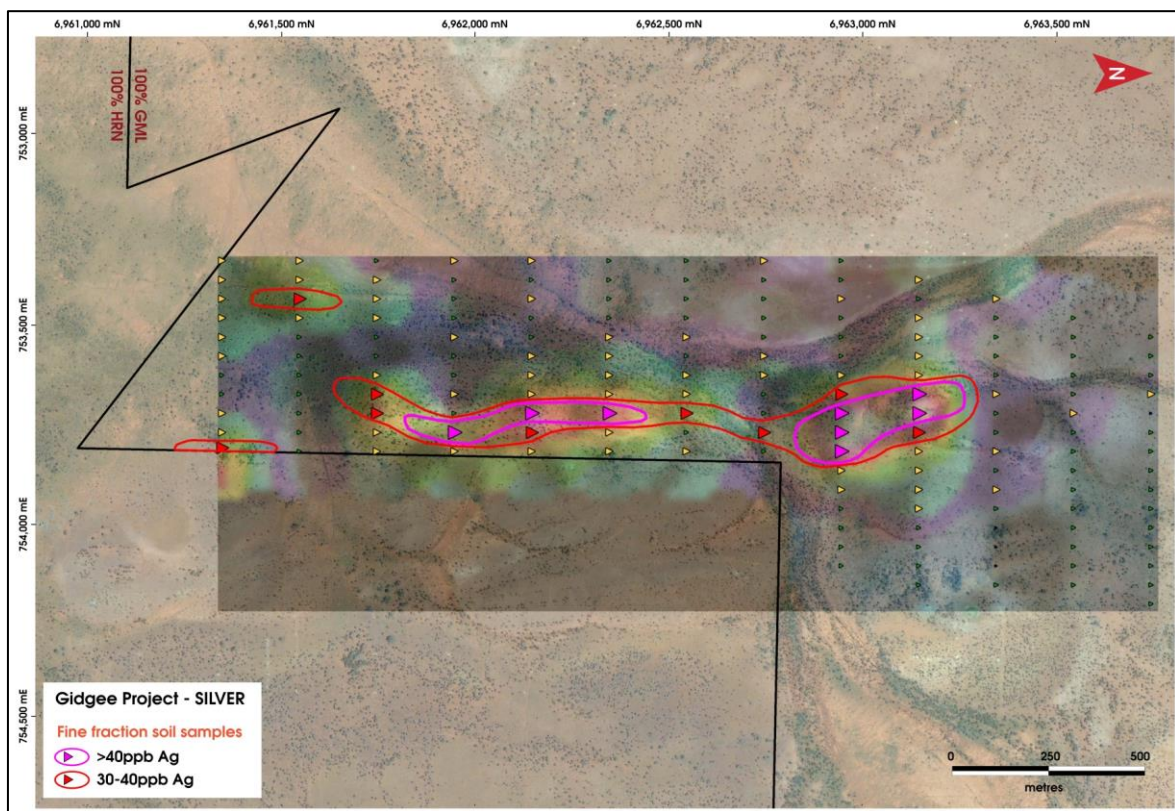 6,961,000 mN
6,961,500 mN
6,962,000 mN
6,962,500 mN
6,963,000 mN
6,963,500 mN
N
100% GML
100% HRN
753,000 mE
753,500 mE
754,000 mE
754,500 mE
Gidgee Project - SILVER
Fine fraction soil samples
>40ppb Ag
30-40ppb Ag
0
250
500
metres